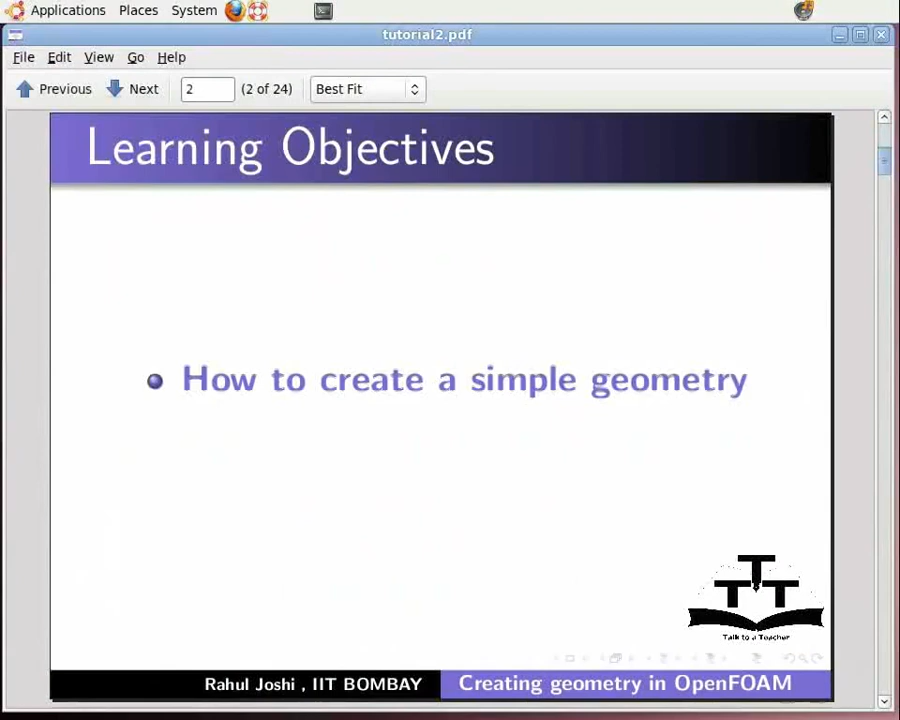 Applications Places System
tutorial2.pdf
File Edit View Go Help
Previous Next 2 (2 of 24) Best Fit
Learning Objectives
How to create a simple geometry
T
T T
Talk to a Teacher
Rahul Joshi , IIT BOMBAY Creating geometry in OpenFOAM